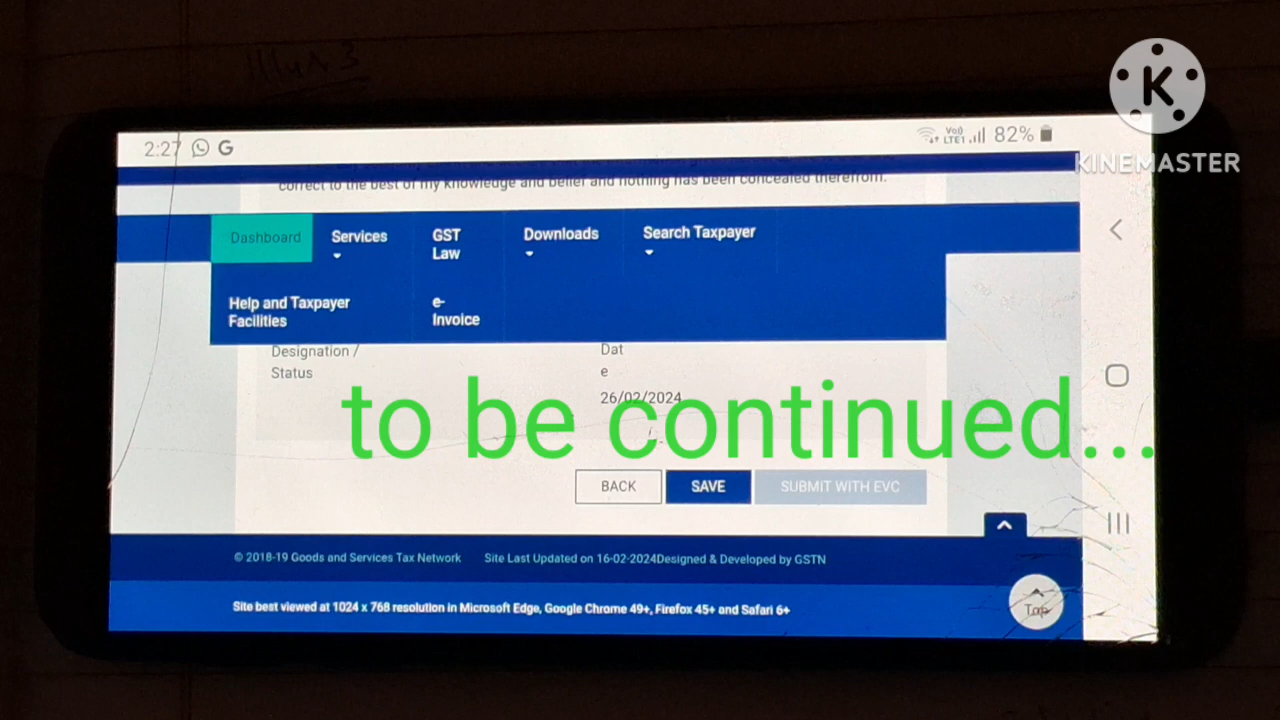 2:27 G Vo)) LTE1 82%
K
KINEMASTER
correct to the best of my knowledge and belief and nothing has been concealed therefrom.
Dashboard
Services
GST
Law
Downloads
Search Taxpayer
Help and Taxpayer
Facilities
e-
Invoice
Designation /
Status
Dat
e
26/02/2024
to be continued...
BACK
SAVE
SUBMIT WITH EVC
© 2018-19 Goods and Services Tax Network
Site Last Updated on 16-02-2024Designed & Developed by GSTN
Site best viewed at 1024 x 768 resolution in Microsoft Edge, Google Chrome 49+, Firefox 45+ and Safari 6+
Top